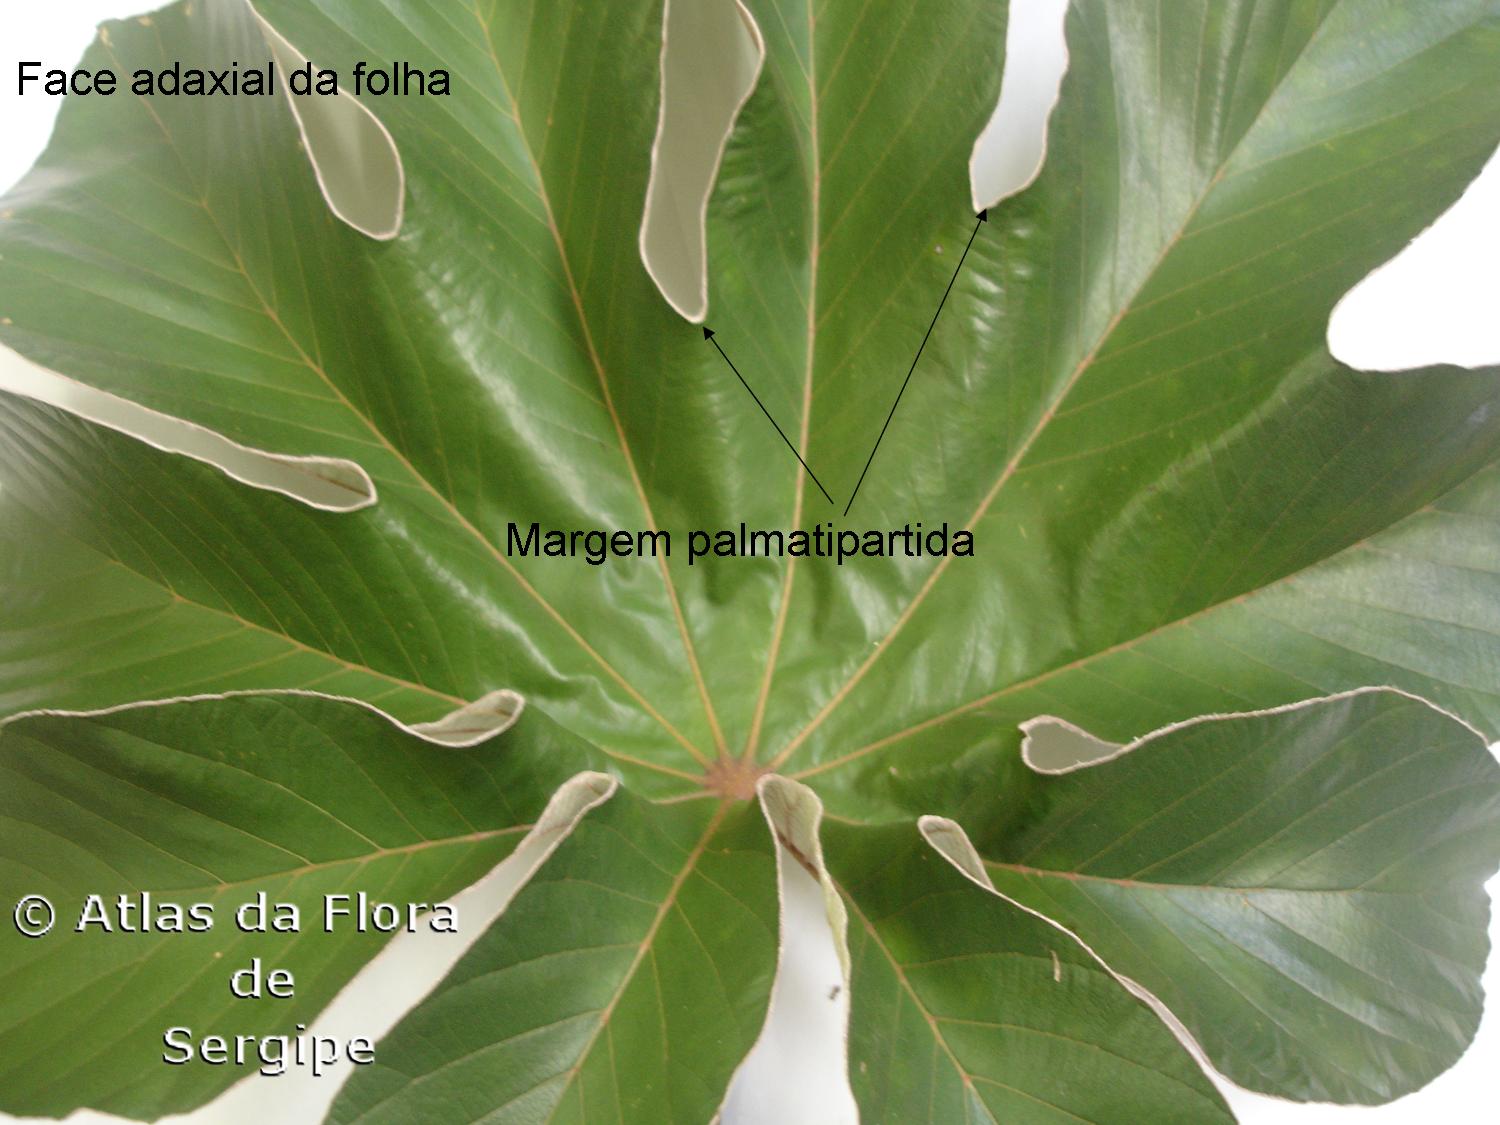 Face adaxial da folha
Margem palmatipartida
© Atlas da Flora
de
Sergipe